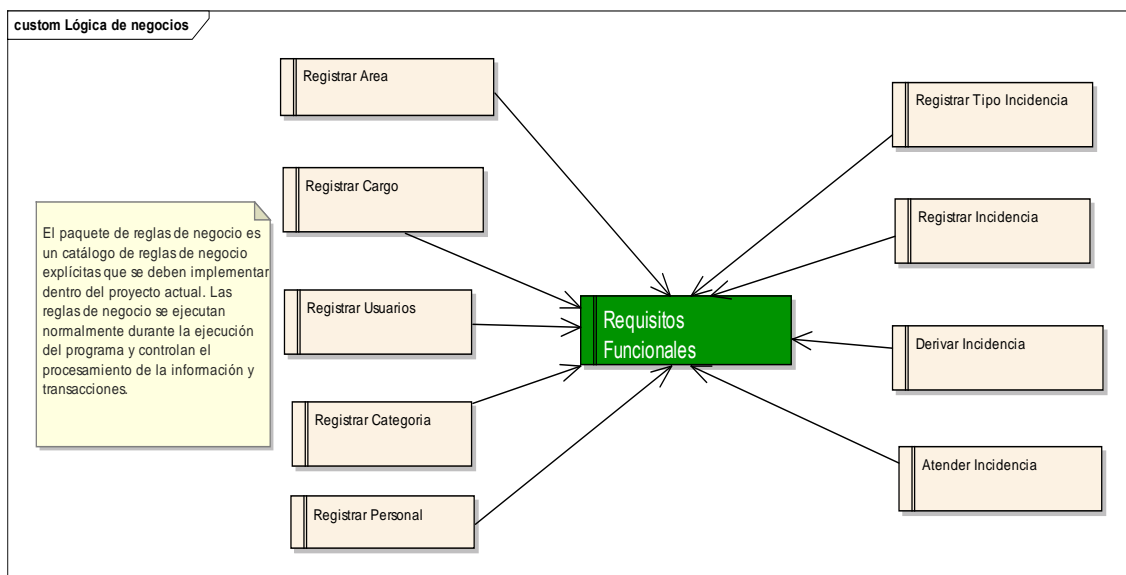 custom Lógica de negocios
Registrar Area
Registrar Cargo
Registrar Usuarios
Registrar Categoria
Registrar Personal
El paquete de reglas de negocio es
un catálogo de reglas de negocio
explícitas que se deben implementar
dentro del proyecto actual. Las
reglas de negocio se ejecutan
normalmente durante la ejecución
del programa y controlan el
procesamiento de la información y
transacciones.
Requisitos
Funcionales
Registrar Tipo Incidencia
Registrar Incidencia
Derivar Incidencia
Atender Incidencia